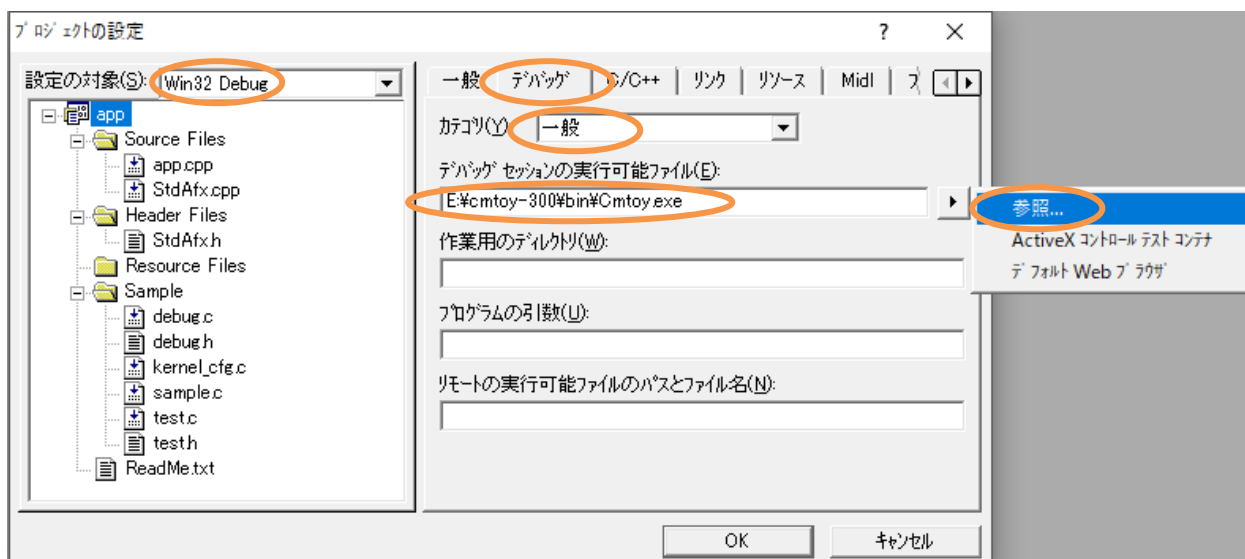 プロジェクトの設定
?
設定の対象(S):
Win32 Debug
app
Source Files
app.cpp
StdAfx.cpp
Header Files
StdAfx.h
Resource Files
Sample
debug.c
debug.h
kernel_cfg.c
sample.c
test.c
test.h
ReadMe.txt
一般 デバッグ C/C++ リンク リソース Midl
カテゴリ(Y)
一般
デバッグ セッションの実行可能ファイル(E):
E:¥cmtoy-300¥bin¥Cmtoy.exe
作業用のディレクトリ(W):
プログラムの引数(U):
リモートの実行可能ファイルのパスとファイル名(N):
参照...
ActiveX コントロール テスト コンテナ
デフォルト Web ブラウザ
OK キャンセル